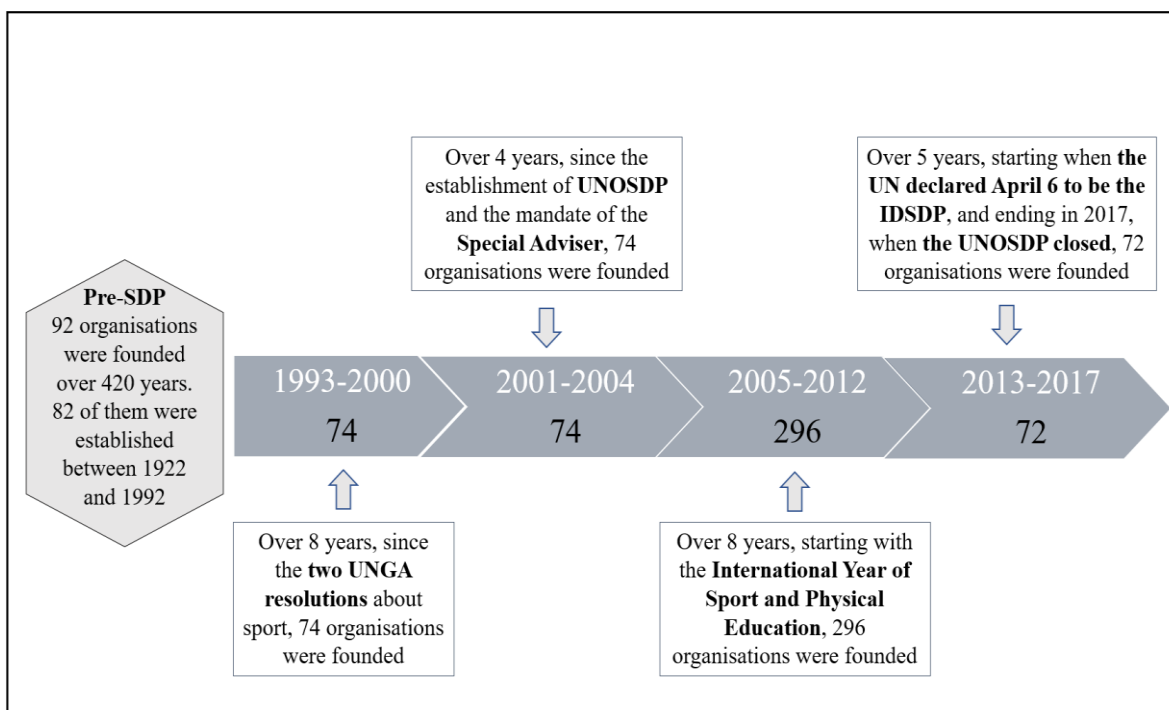 Over 4 years, since the
establishment of UNOSDP
and the mandate of the
Special Adviser, 74
organisations were founded
Over 5 years, starting when the
UN declared April 6 to be the
IDSDP, and ending in 2017,
when the UNOSDP closed, 72
organisations were founded
Pre-SDP
92 organisations
were founded
over 420 years.
82 of them were
established
between 1922
and 1992
1993-2000
74
2001-2004
74
2005-2012
296
2013-2017
72
Over 8 years, since
the two UNGA
resolutions about
sport, 74 organisations
were founded
Over 8 years, starting with
the International Year of
Sport and Physical
Education, 296
organisations were founded